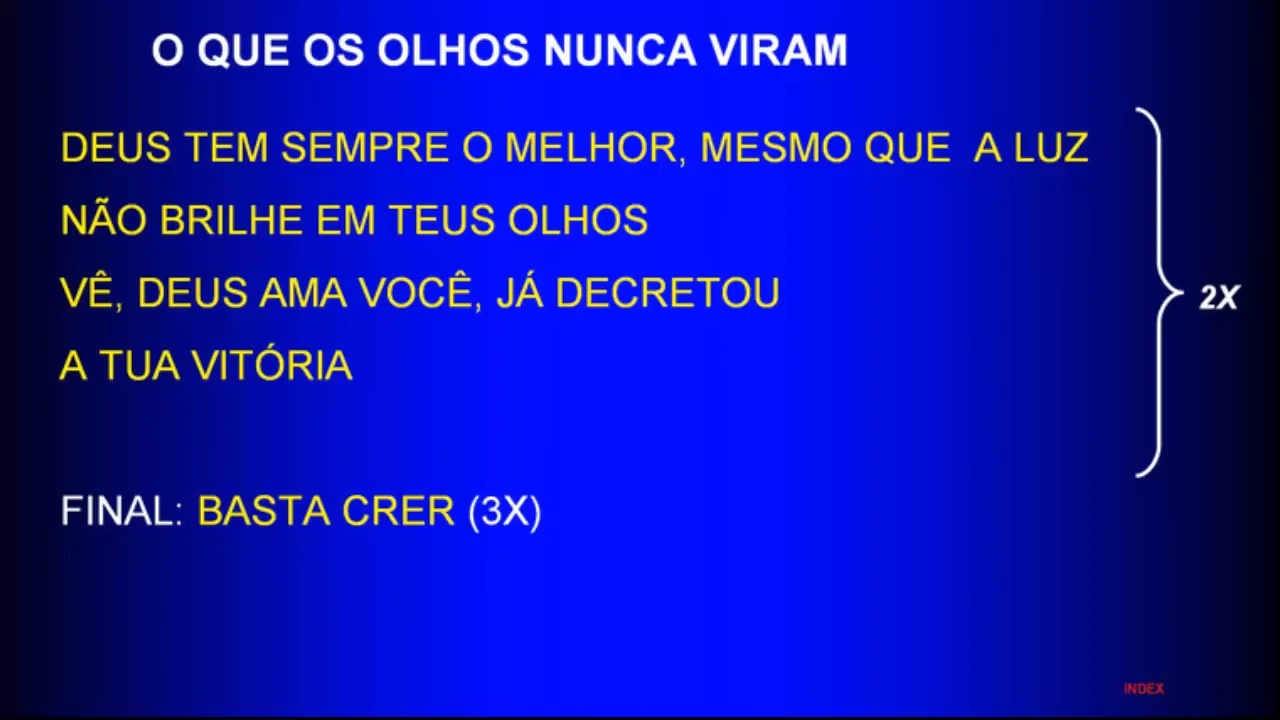 O QUE OS OLHOS NUNCA VIRAM
DEUS TEM SEMPRE O MELHOR, MESMO QUE A LUZ
NÃO BRILHE EM TEUS OLHOS
VÊ, DEUS AMA VOCÊ, JÁ DECRETOU
A TUA VITÓRIA
2X
FINAL: BASTA CRER (3X)
INDEX